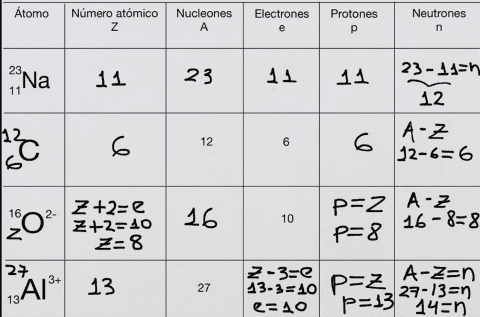 Átomo Número atómico Nucleones Electrones Protones Neutrones
Z A e p n
23 11 Na 11 23 11 11 23-11=n
12
12 6 C 6 12 6 6 A-Z
12-6=6
16 Z O 2- Z+2=e 16 10 p=Z A-Z
Z+2=10 p=8 16-8=8
Z=8
27 13 Al 3+ 13 27 Z-3=e p=Z A-Z=n
13-3=10 p=13 27-13=n
e=10 14=n